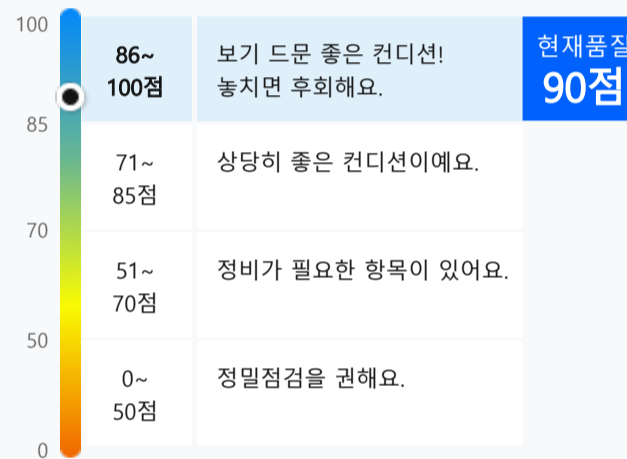 100
86~
100점
보기 드문 좋은 컨디션!
놓치면 후회해요.
현재품질
90점
85
71~
85점
상당히 좋은 컨디션이예요.
70
51~
70점
정비가 필요한 항목이 있어요.
50
0~
50점
정밀점검을 권해요.
0